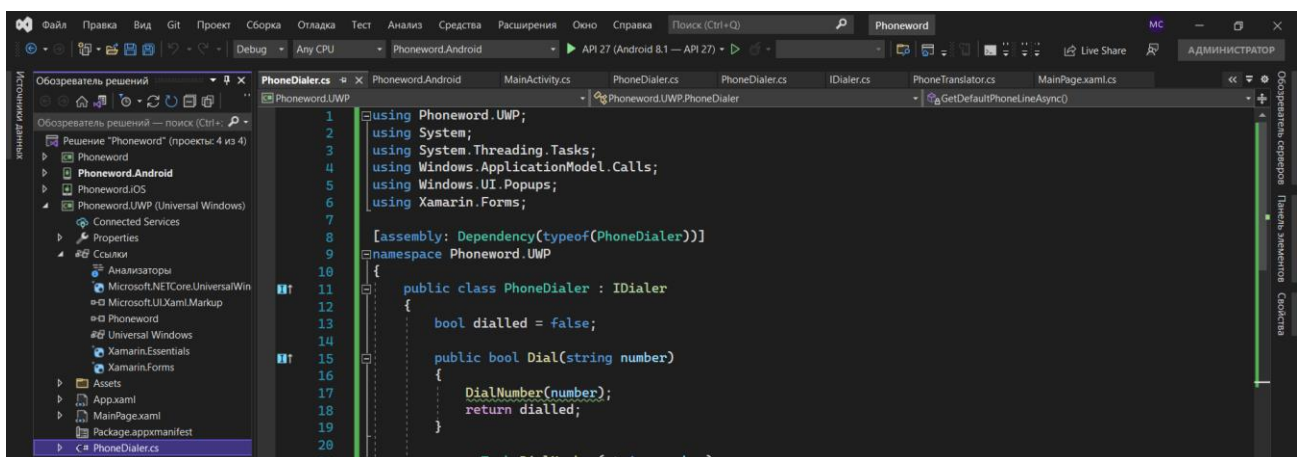 Файл Правка Вид Git Проект Сборка Отладка Тест Анализ Средства Расширения Окно Справка Поиск (Ctrl+Q) Phoneword МС
Debug Any CPU Phoneword.Android API 27 (Android 8.1 — API 27) Live Share АДМИНИСТРАТОР
Источники данных
Обозреватель решений
Обозреватель решений — поиск (Ctrl+;
Решение "Phoneword" (проекты: 4 из 4)
Phoneword
Phoneword.Android
Phoneword.iOS
Phoneword.UWP (Universal Windows)
Connected Services
Properties
Ссылки
Анализаторы
Microsoft.NETCore.UniversalWin
Microsoft.UI.Xaml.Markup
Phoneword
Universal Windows
Xamarin.Essentials
Xamarin.Forms
Assets
App.xaml
MainPage.xaml
Package.appxmanifest
C# PhoneDialer.cs
PhoneDialer.cs Phoneword.Android MainActivity.cs PhoneDialer.cs PhoneDialer.cs IDialer.cs PhoneTranslator.cs MainPage.xaml.cs
Phoneword.UWP Phoneword.UWP.PhoneDialer GetDefaultPhoneLineAsync()
1 using Phoneword.UWP;
2 using System;
3 using System.Threading.Tasks;
4 using Windows.ApplicationModel.Calls;
5 using Windows.UI.Popups;
6 using Xamarin.Forms;
7
8 [assembly: Dependency(typeof(PhoneDialer))]
9 namespace Phoneword.UWP
10 {
11 public class PhoneDialer : IDialer
12 {
13 bool dialled = false;
14
15 public bool Dial(string number)
16 {
17 DialNumber(number);
18 return dialled;
19 }
20
Обозреватель серверов
Панель элементов
Свойства